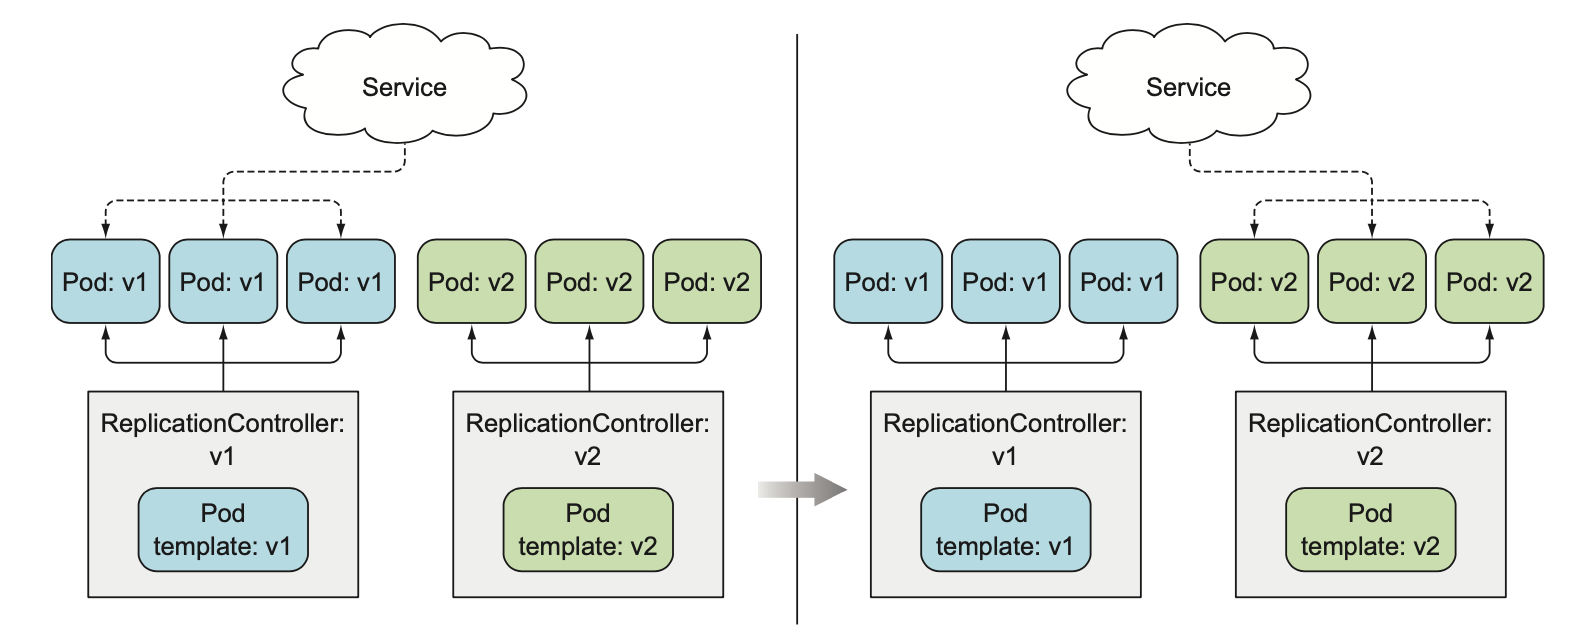 Service
Pod: v1
Pod: v1
Pod: v1
Pod: v2
Pod: v2
Pod: v2
ReplicationController:
v1
Pod
template: v1
ReplicationController:
v2
Pod
template: v2
Service
Pod: v1
Pod: v1
Pod: v1
Pod: v2
Pod: v2
Pod: v2
ReplicationController:
v1
Pod
template: v1
ReplicationController:
v2
Pod
template: v2